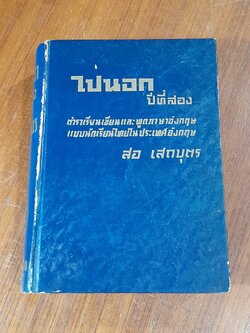 ไปนอก
ปีที่สอง
ตำราเรียนเขียนและพูดภาษาอังกฤษ
แบบนักเรียนไทยในประเทศอังกฤษ
สอ เสถบุตร